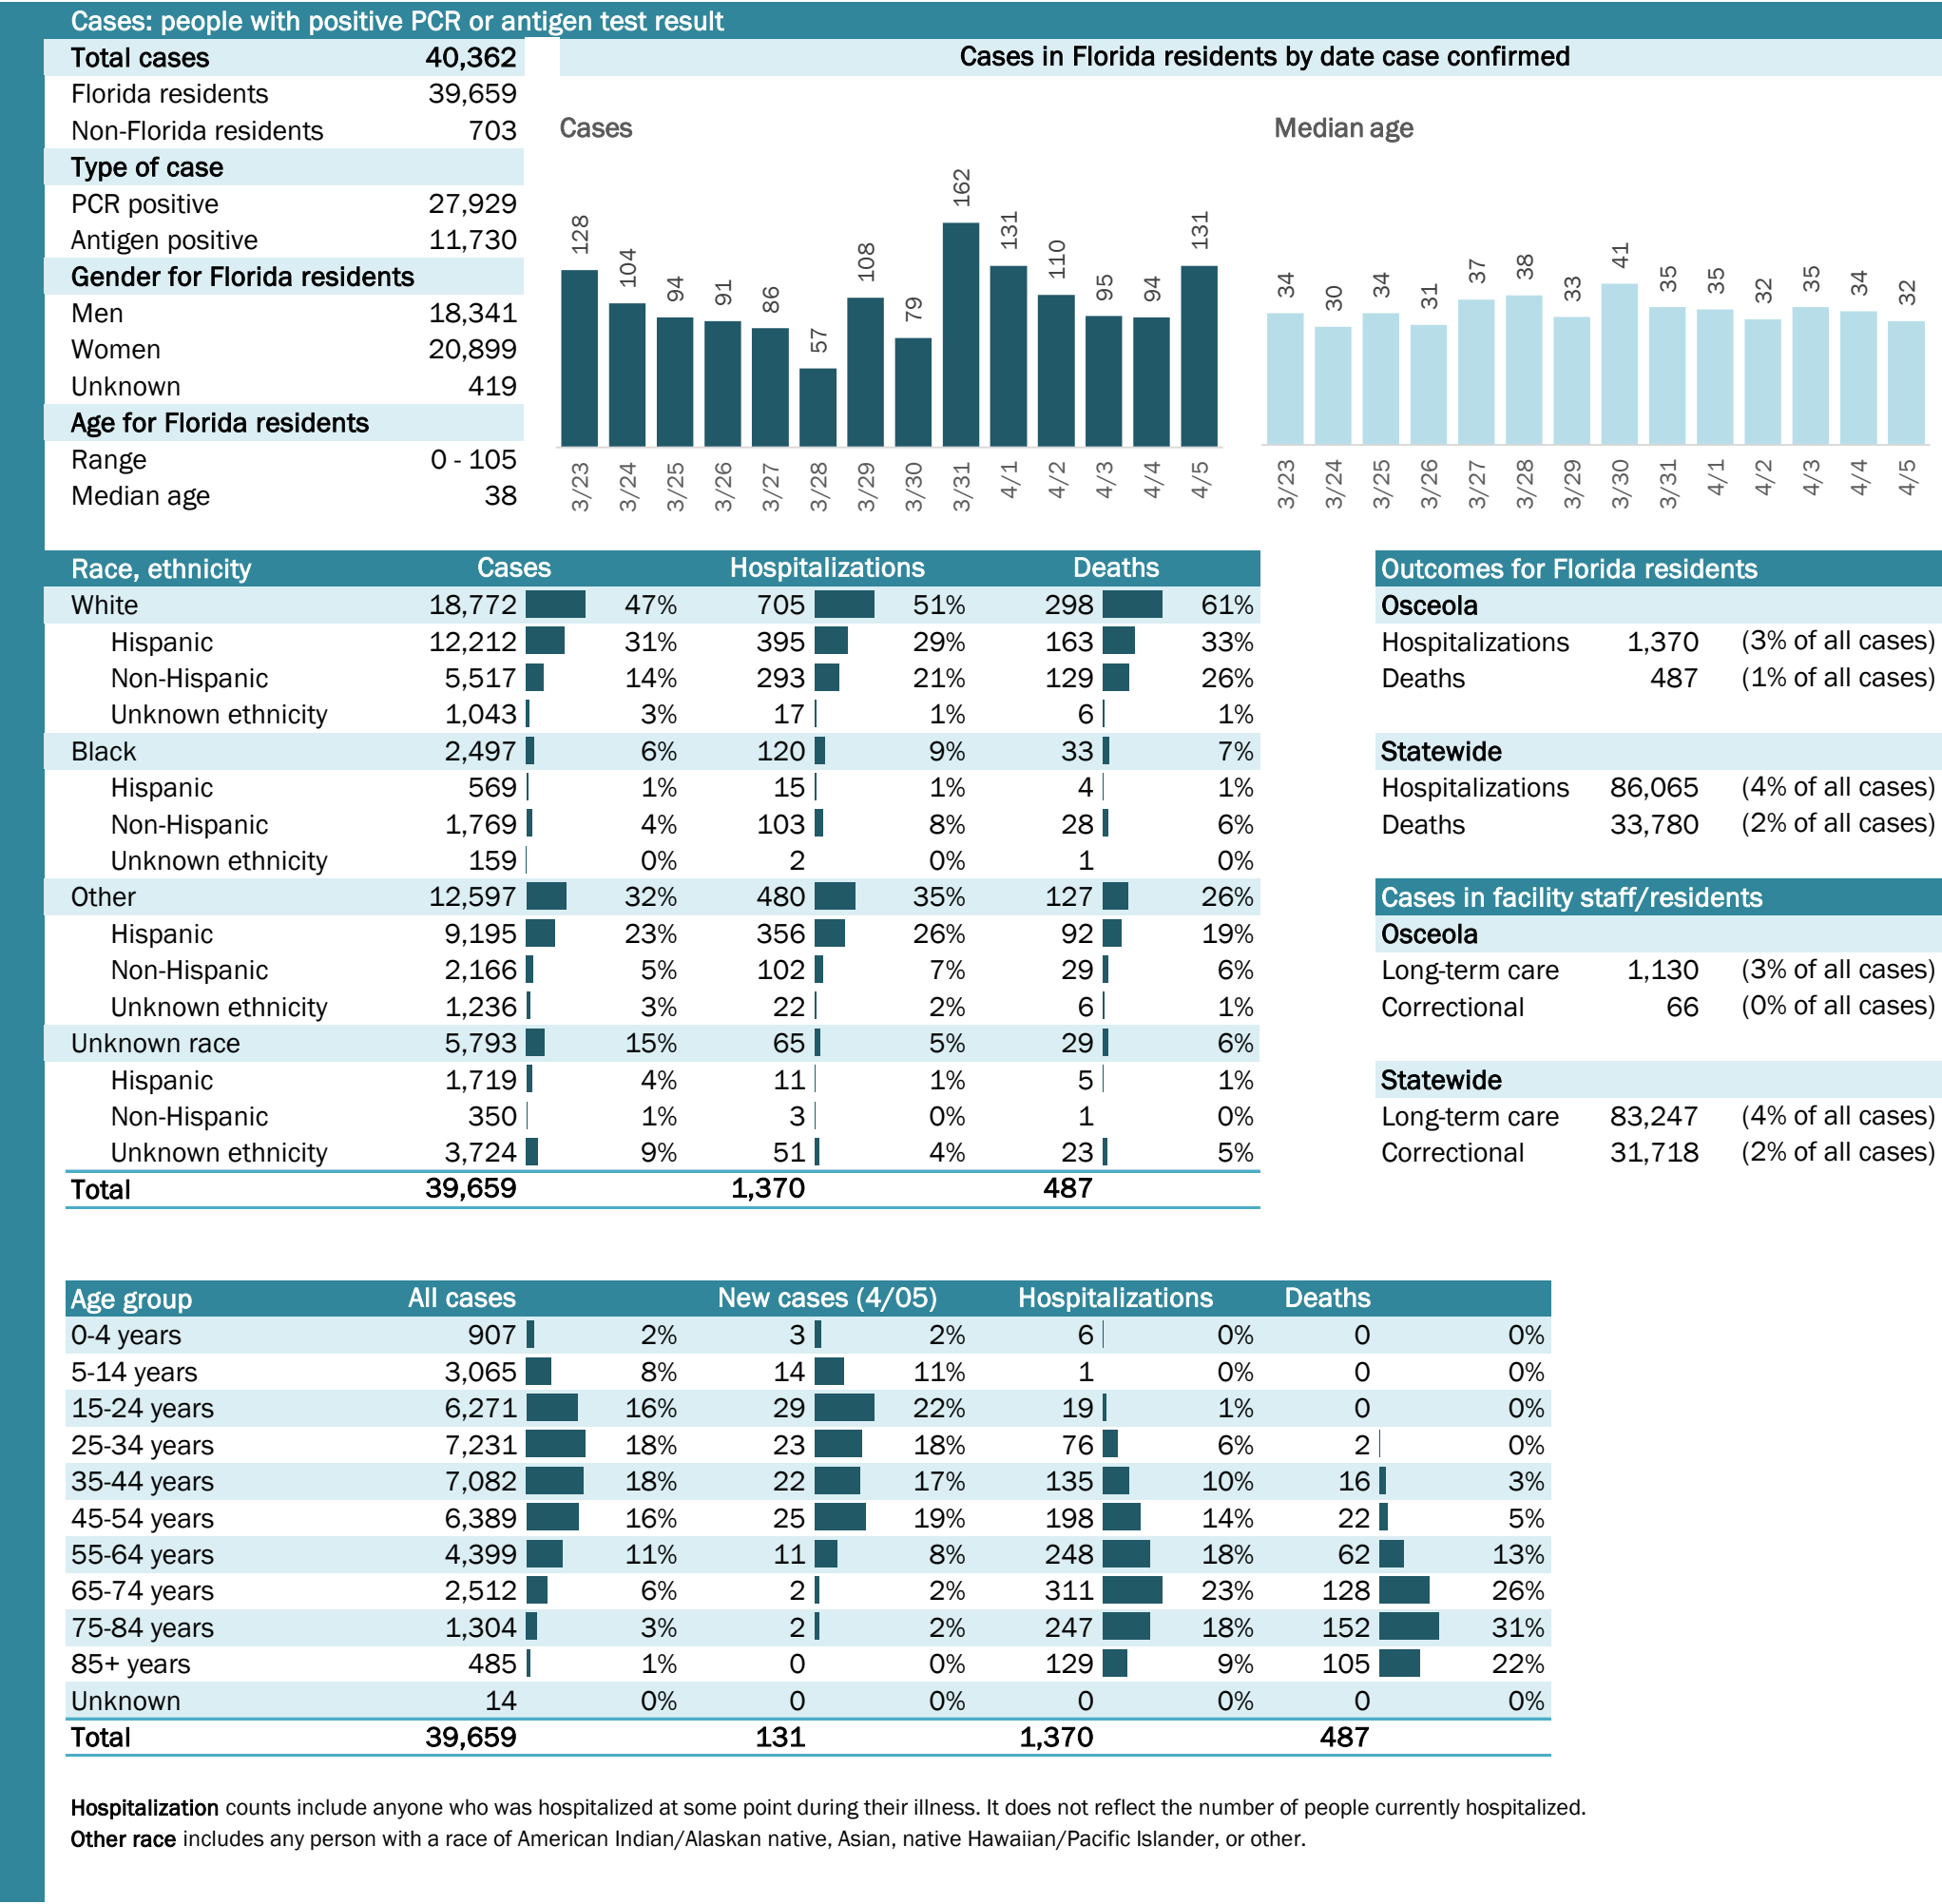 Cases: people with positive PCR or antigen test result
Total cases 40,362
Florida residents 39,659
Non-Florida residents 703
Type of case
PCR positive 27,929
Antigen positive 11,730
Gender for Florida residents
Men 18,341
Women 20,899
Unknown 419
Age for Florida residents
Range 0 - 105
Median age 38
Cases in Florida residents by date case confirmed
Cases
128 104 94 91 86 57 108 79 162 131 110 95 94 131
3/23 3/24 3/25 3/26 3/27 3/28 3/29 3/30 3/31 4/1 4/2 4/3 4/4 4/5
Median age
34 30 34 31 37 38 33 41 35 35 32 35 34 32
3/23 3/24 3/25 3/26 3/27 3/28 3/29 3/30 3/31 4/1 4/2 4/3 4/4 4/5
Race, ethnicity Cases Hospitalizations Deaths
White 18,772 47% 705 51% 298 61%
Hispanic 12,212 31% 395 29% 163 33%
Non-Hispanic 5,517 14% 293 21% 129 26%
Unknown ethnicity 1,043 3% 17 1% 6 1%
Black 2,497 6% 120 9% 33 7%
Hispanic 569 1% 15 1% 4 1%
Non-Hispanic 1,769 4% 103 8% 28 6%
Unknown ethnicity 159 0% 2 0% 1 0%
Other 12,597 32% 480 35% 127 26%
Hispanic 9,195 23% 356 26% 92 19%
Non-Hispanic 2,166 5% 102 7% 29 6%
Unknown ethnicity 1,236 3% 22 2% 6 1%
Unknown race 5,793 15% 65 5% 29 6%
Hispanic 1,719 4% 11 1% 5 1%
Non-Hispanic 350 1% 3 0% 1 0%
Unknown ethnicity 3,724 9% 51 4% 23 5%
Total 39,659 1,370 487
Outcomes for Florida residents
Osceola
Hospitalizations 1,370 (3% of all cases)
Deaths 487 (1% of all cases)
Statewide
Hospitalizations 86,065 (4% of all cases)
Deaths 33,780 (2% of all cases)
Cases in facility staff/residents
Osceola
Long-term care 1,130 (3% of all cases)
Correctional 66 (0% of all cases)
Statewide
Long-term care 83,247 (4% of all cases)
Correctional 31,718 (2% of all cases)
Age group All cases New cases (4/05) Hospitalizations Deaths
0-4 years 907 2% 3 2% 6 0% 0 0%
5-14 years 3,065 8% 14 11% 1 0% 0 0%
15-24 years 6,271 16% 29 22% 19 1% 0 0%
25-34 years 7,231 18% 23 18% 76 6% 2 0%
35-44 years 7,082 18% 22 17% 135 10% 16 3%
45-54 years 6,389 16% 25 19% 198 14% 22 5%
55-64 years 4,399 11% 11 8% 248 18% 62 13%
65-74 years 2,512 6% 2 2% 311 23% 128 26%
75-84 years 1,304 3% 2 2% 247 18% 152 31%
85+ years 485 1% 0 0% 129 9% 105 22%
Unknown 14 0% 0 0% 0 0% 0 0%
Total 39,659 131 1,370 487
Hospitalization counts include anyone who was hospitalized at some point during their illness. It does not reflect the number of people currently hospitalized.
Other race includes any person with a race of American Indian/Alaskan native, Asian, native Hawaiian/Pacific Islander, or other.